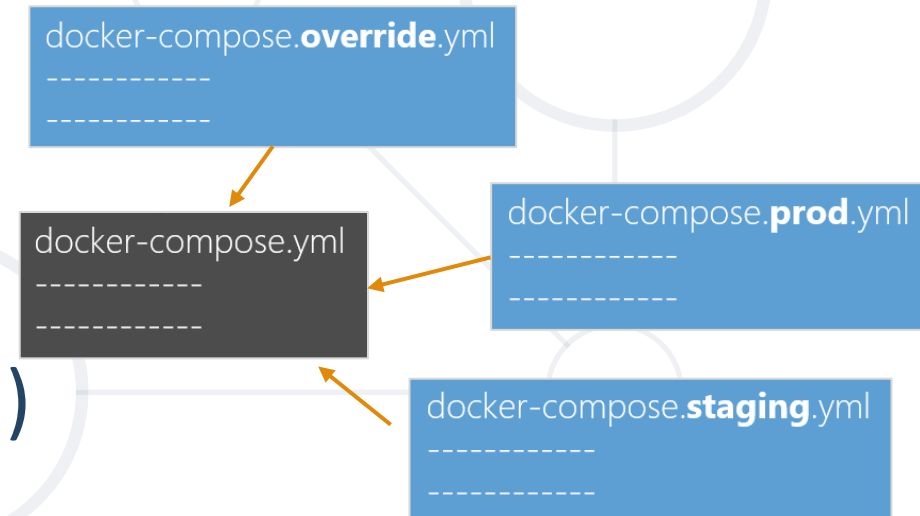 docker-compose.override.yml
------------
------------
docker-compose.yml
------------
------------
docker-compose.prod.yml
------------
------------
)
docker-compose.staging.yml
------------
------------